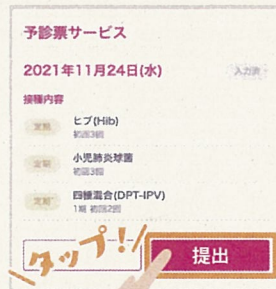 予診票サービス
2021年11月24日(水) 入力済
接種内容
定期 ヒブ(Hib)
初回3回
定期 小児肺炎球菌
初回3回
定期 四種混合(DPT-IPV)
1期 初回2回
タップ!
提出